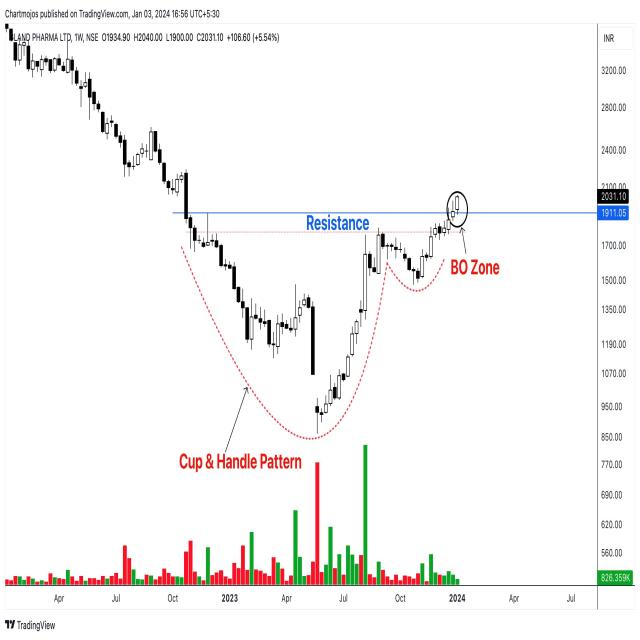 Chartmojos published on TradingView.com, Jan 03, 2024 16:56 UTC+5:30
LAND PHARMA LTD, 1W, NSE O1934.90 H2040.00 L1900.00 C2031.10 +106.60 (+5.54%)
INR
3200.00
2800.00
2400.00
2100.00
2031.10
1911.05
Resistance
1700.00
BO Zone
1500.00
1350.00
1190.00
1070.00
950.00
850.00
Cup & Handle Pattern
770.00
690.00
620.00
560.00
826.359K
Apr
Jul
Oct
2023
Apr
Jul
Oct
2024
Apr
Jul
TradingView